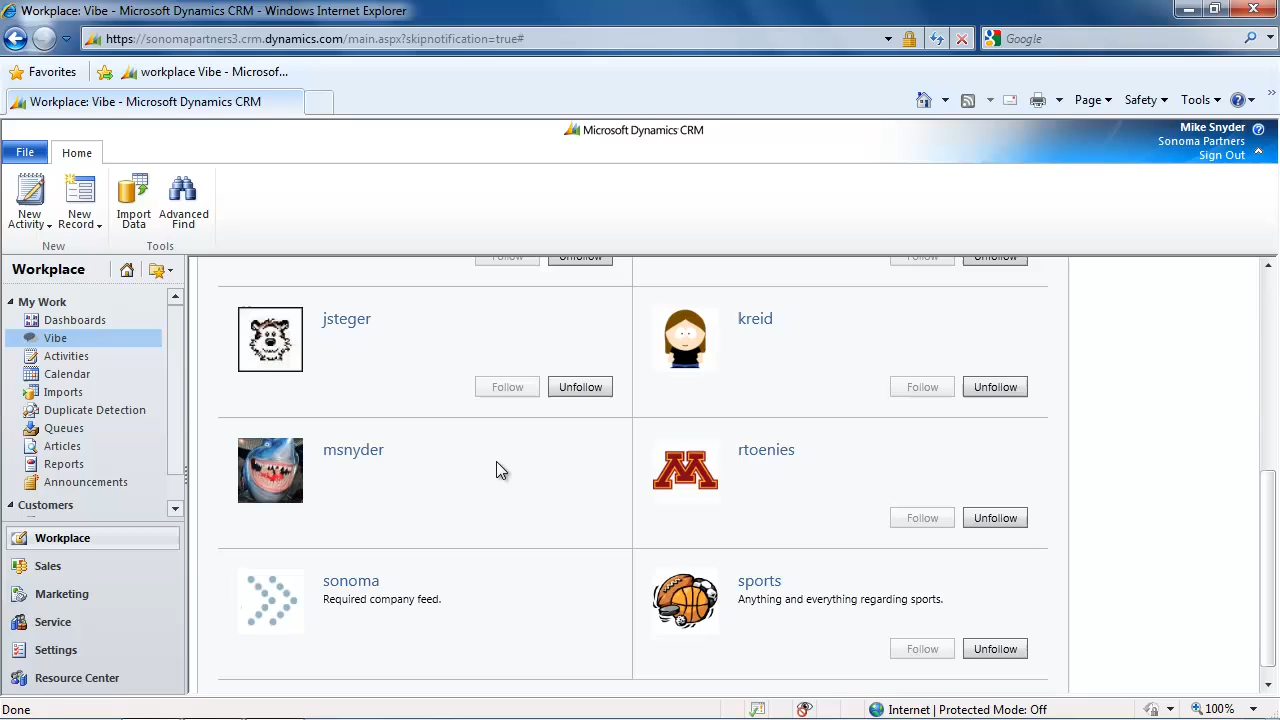 Workplace: Vibe - Microsoft Dynamics CRM - Windows Internet Explorer
https://sonomapartners3.crm.dynamics.com/main.aspx?skipnotification=true#
Google
Favorites
workplace Vibe - Microsof...
Workplace: Vibe - Microsoft Dynamics CRM
Page
Safety
Tools
Microsoft Dynamics CRM
Mike Snyder
Sonoma Partners
Sign Out
File
Home
New Activity
New Record
Import Data
Advanced Find
New
Tools
Workplace
My Work
Dashboards
Vibe
Activities
Calendar
Imports
Duplicate Detection
Queues
Articles
Reports
Announcements
Customers
Workplace
Sales
Marketing
Service
Settings
Resource Center
Follow
Unfollow
Follow
Unfollow
jsteger
Follow
Unfollow
kreid
Follow
Unfollow
msnyder
rtoenies
Follow
Unfollow
sonoma
Required company feed.
sports
Anything and everything regarding sports.
Follow
Unfollow
Done
Internet | Protected Mode: Off
100%